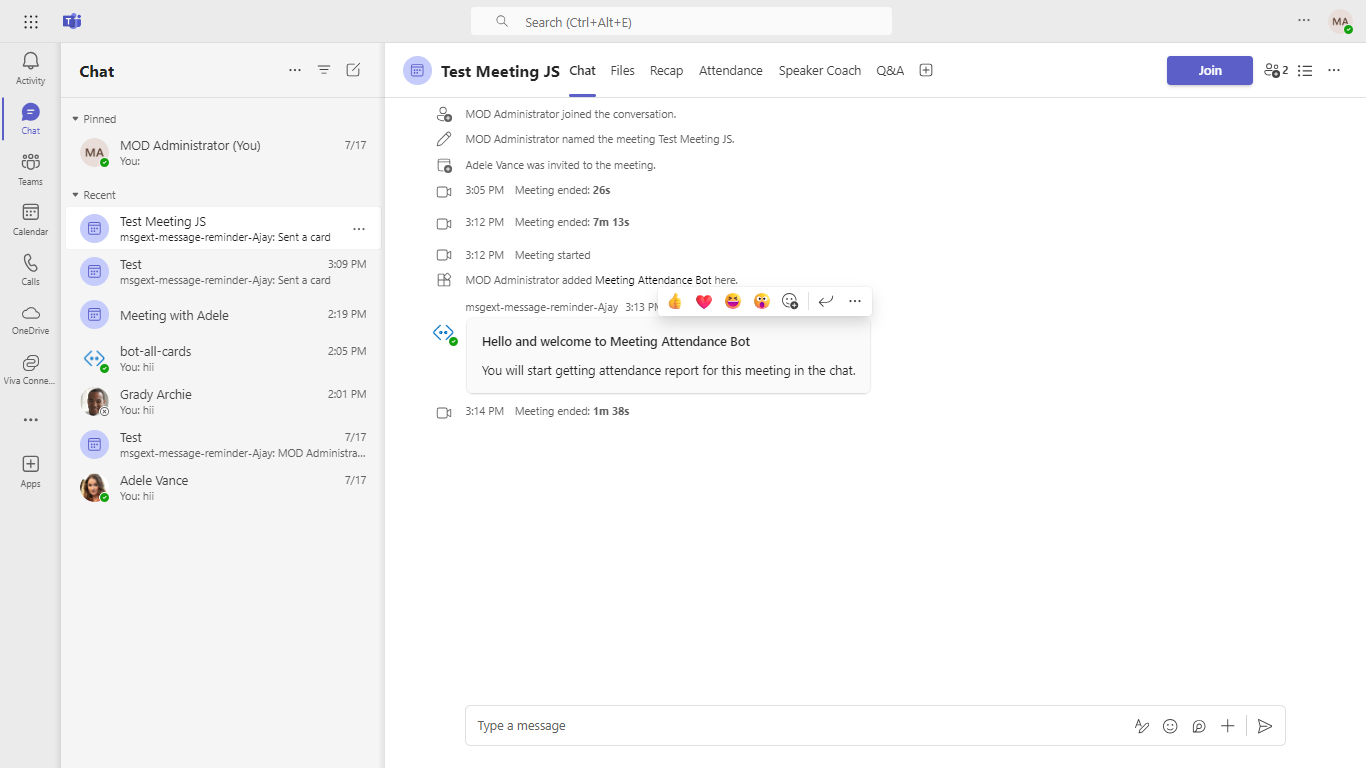 Search (Ctrl+Alt+E)
MA
Activity
Chat
Teams
Calendar
Calls
OneDrive
Viva Conne...
Apps
Chat
Pinned
MA
MOD Administrator (You)
7/17
You:
Recent
Test Meeting JS
msgext-message-reminder-Ajay: Sent a card
Test
3:09 PM
msgext-message-reminder-Ajay: Sent a card
Meeting with Adele
2:19 PM
bot-all-cards
2:05 PM
You: hii
Grady Archie
2:01 PM
You: hii
Test
7/17
msgext-message-reminder-Ajay: MOD Administra...
Adele Vance
7/17
You: hii
Test Meeting JS
Chat
Files
Recap
Attendance
Speaker Coach
Q&A
Join
2
MOD Administrator joined the conversation.
MOD Administrator named the meeting Test Meeting JS.
Adele Vance was invited to the meeting.
3:05 PM Meeting ended: 26s
3:12 PM Meeting ended: 7m 13s
3:12 PM Meeting started
MOD Administrator added Meeting Attendance Bot here.
msgext-message-reminder-Ajay 3:13 PM
Hello and welcome to Meeting Attendance Bot
You will start getting attendance report for this meeting in the chat.
3:14 PM Meeting ended: 1m 38s
Type a message